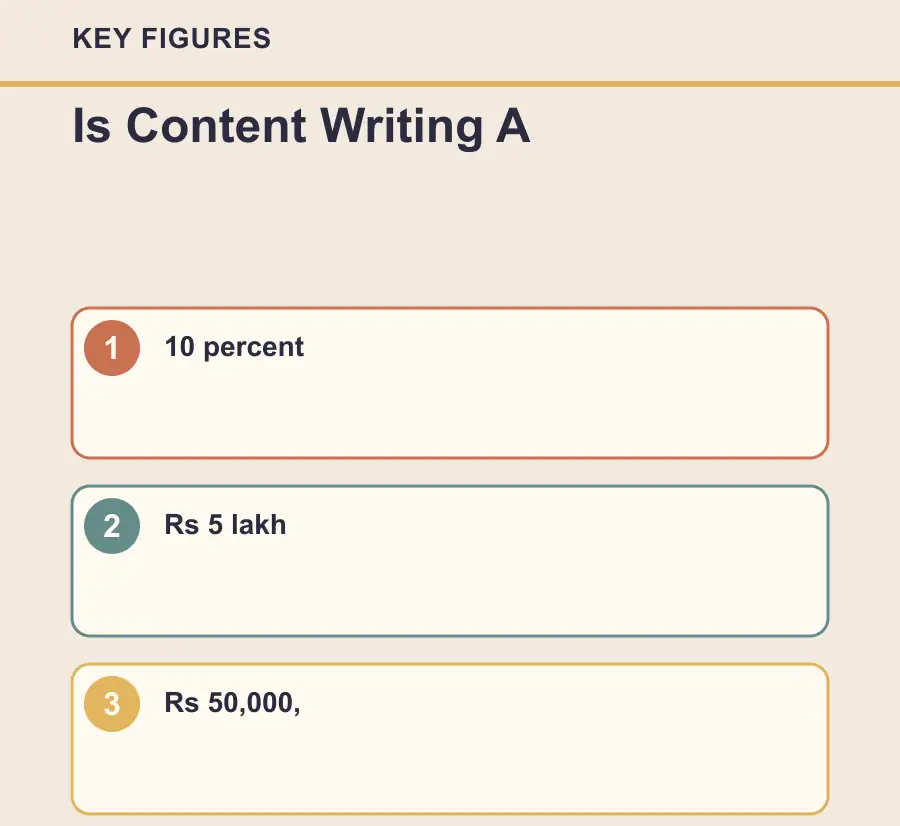 KEY FIGURES
Is Content Writing A
1 10 percent
2 Rs 5 lakh
3 Rs 50,000,